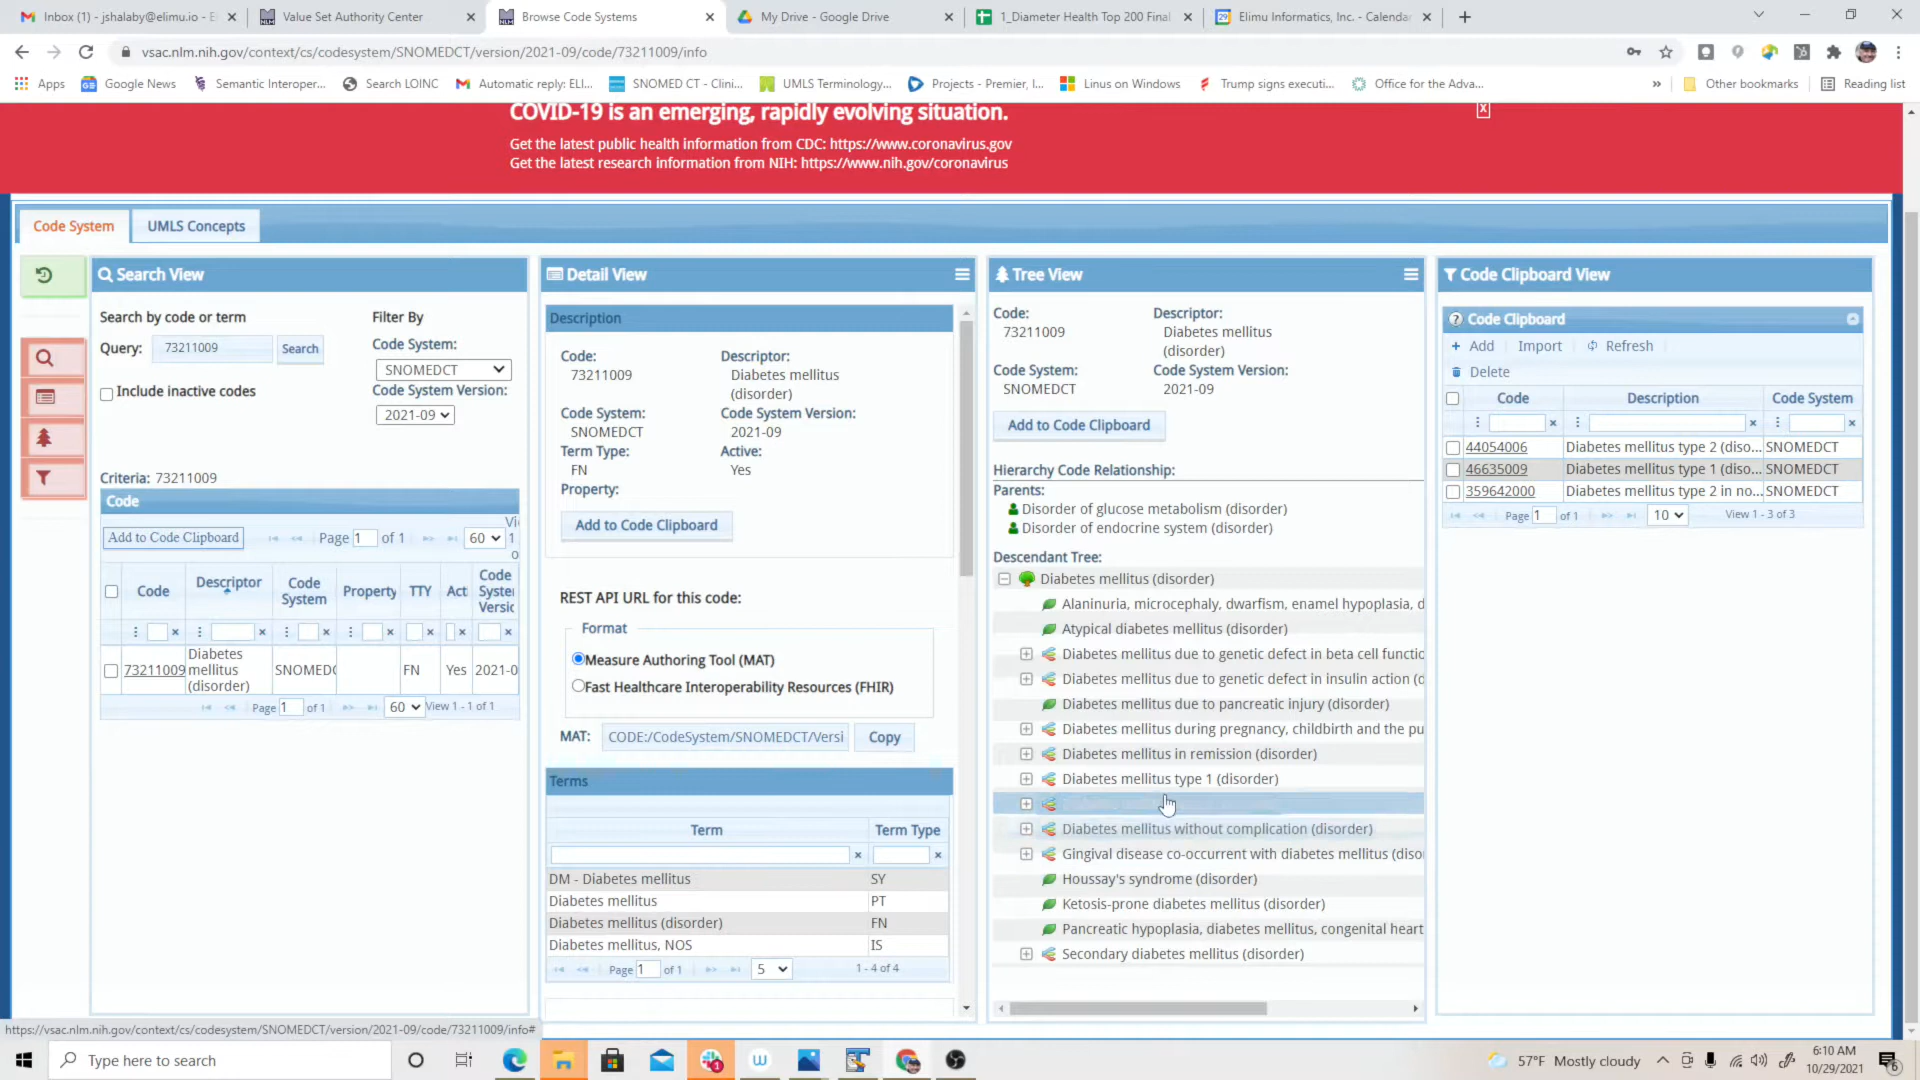 Inbox (1) - jshalaby@elimu.io - E
Value Set Authority Center
Browse Code Systems
My Drive - Google Drive
1_Diameter Health Top 200 Final
Elimu Informatics, Inc. - Calendar
vsac.nlm.nih.gov/context/cs/codesystem/SNOMEDCT/version/2021-09/code/73211009/info
Apps
Google News
Semantic Interoper...
Search LOINC
Automatic reply: ELI...
SNOMED CT - Clini...
UMLS Terminology...
Projects - Premier, I...
Linus on Windows
Trump signs executi...
Office for the Adva...
»
Other bookmarks
Reading list
COVID-19 is an emerging, rapidly evolving situation.
Get the latest public health information from CDC: https://www.coronavirus.gov
Get the latest research information from NIH: https://www.nih.gov/coronavirus
X
Code System
UMLS Concepts
Search View
Search by code or term
Query: 73211009 Search
Include inactive codes
Filter By
Code System:
SNOMEDCT
Code System Version:
2021-09
Criteria: 73211009
Code
Add to Code Clipboard
Page 1 of 1
60
Vi
1
o
Code Descriptor Code System Property TTY Act Code Syste Versic
73211009 Diabetes mellitus (disorder) SNOMED FN Yes 2021-0
Page 1 of 1
60
View 1 - 1 of 1
Detail View
Description
Code:
73211009
Descriptor:
Diabetes mellitus
(disorder)
Code System:
SNOMEDCT
Code System Version:
2021-09
Term Type:
FN
Active:
Yes
Property:
Add to Code Clipboard
REST API URL for this code:
Format
Measure Authoring Tool (MAT)
Fast Healthcare Interoperability Resources (FHIR)
MAT: CODE:/CodeSystem/SNOMEDCT/Versi Copy
Terms
Term Term Type
DM - Diabetes mellitus SY
Diabetes mellitus PT
Diabetes mellitus (disorder) FN
Diabetes mellitus, NOS IS
Page 1 of 1
5
1 - 4 of 4
Tree View
Code:
73211009
Descriptor:
Diabetes mellitus
(disorder)
Code System:
SNOMEDCT
Code System Version:
2021-09
Add to Code Clipboard
Hierarchy Code Relationship:
Parents:
Disorder of glucose metabolism (disorder)
Disorder of endocrine system (disorder)
Descendant Tree:
Diabetes mellitus (disorder)
Alaninuria, microcephaly, dwarfism, enamel hypoplasia, d
Atypical diabetes mellitus (disorder)
Diabetes mellitus due to genetic defect in beta cell functio
Diabetes mellitus due to genetic defect in insulin action (d
Diabetes mellitus due to pancreatic injury (disorder)
Diabetes mellitus during pregnancy, childbirth and the pu
Diabetes mellitus in remission (disorder)
Diabetes mellitus type 1 (disorder)
Diabetes mellitus without complication (disorder)
Gingival disease co-occurrent with diabetes mellitus (diso
Houssay's syndrome (disorder)
Ketosis-prone diabetes mellitus (disorder)
Pancreatic hypoplasia, diabetes mellitus, congenital heart
Secondary diabetes mellitus (disorder)
Code Clipboard View
Code Clipboard
Add Import Refresh
Delete
Code Description Code System
44054006 Diabetes mellitus type 2 (diso... SNOMEDCT
46635009 Diabetes mellitus type 1 (diso... SNOMEDCT
359642000 Diabetes mellitus type 2 in no... SNOMEDCT
Page 1 of 1
10
View 1 - 3 of 3
https://vsac.nlm.nih.gov/context/cs/codesystem/SNOMEDCT/version/2021-09/code/73211009/info#
Type here to search
57°F Mostly cloudy
6:10 AM
10/29/2021
6